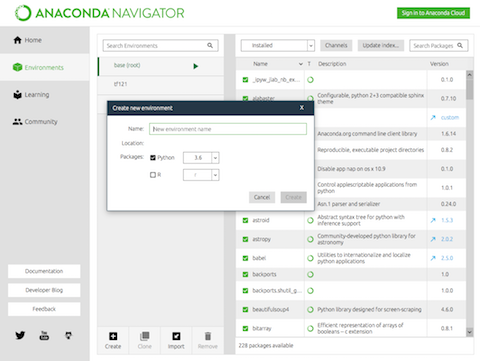 ANACONDA NAVIGATOR
Sign in to Anaconda Cloud
Home
Environments
Learning
Community
Documentation
Developer Blog
Feedback
Search Environments
base (root)
tf121
Create
Clone
Import
Remove
Installed
Channels
Update index...
Search Packages
Name
T
Description
Version
_ipyw_jlab_nb_ex...
0.1.0
alabaster
Configurable, python 2+3 compatible sphinx theme
0.7.10
custom
Anaconda.org command line client library
1.6.14
Reproducible, executable project directories
0.8.2
Disable app nap on os x 10.9
0.1.0
Control applescriptable applications from python
1.0.1
Asn.1 parser and serializer
0.24.0
astroid
Abstract syntax tree for python with inference support
1.5.3
astropy
Community-developed python library for astronomy
2.0.2
babel
Utilities to internationalize and localize python applications
2.5.0
backports
1.0
backports.shutil_g...
1.0.0
beautifulsoup4
Python library designed for screen-scraping
4.6.0
bitarray
Efficient representation of arrays of booleans -- c extension
0.8.1
228 packages available
Create new environment
X
Name:
New environment name
Location:
Packages:
Python
3.6
R
r
Cancel
Create